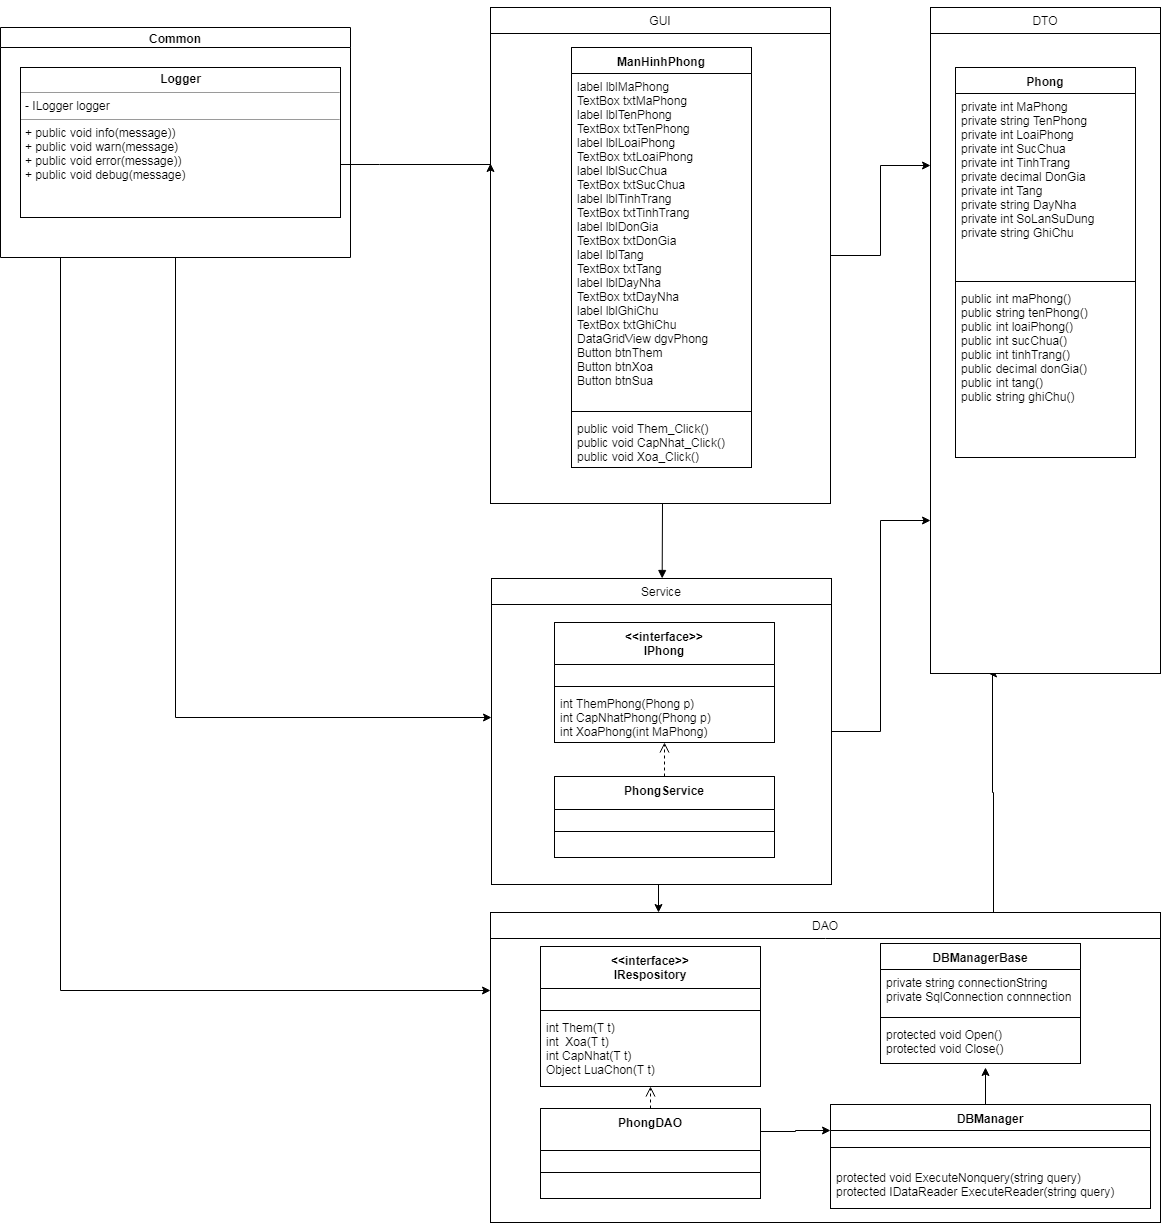 Common
Logger
- ILogger logger
+ public void info(message))
+ public void warn(message)
+ public void error(message))
+ public void debug(message)
GUI
ManHinhPhong
label lblMaPhong
TextBox txtMaPhong
label lblTenPhong
TextBox txtTenPhong
label lblLoaiPhong
TextBox txtLoaiPhong
label lblSucChua
TextBox txtSucChua
label lblTinhTrang
TextBox txtTinhTrang
label lblDonGia
TextBox txtDonGia
label lblTang
TextBox txtTang
label lblDayNha
TextBox txtDayNha
label lblGhiChu
TextBox txtGhiChu
DataGridView dgvPhong
Button btnThem
Button btnXoa
Button btnSua
public void Them_Click()
public void CapNhat_Click()
public void Xoa_Click()
DTO
Phong
private int MaPhong
private string TenPhong
private int LoaiPhong
private int SucChua
private int TinhTrang
private decimal DonGia
private int Tang
private string DayNha
private int SoLanSuDung
private string GhiChu
public int maPhong()
public string tenPhong()
public int loaiPhong()
public int sucChua()
public int tinhTrang()
public decimal donGia()
public int tang()
public string ghiChu()
Service
<<interface>>
IPhong
int ThemPhong(Phong p)
int CapNhatPhong(Phong p)
int XoaPhong(int MaPhong)
PhongService
DAO
<<interface>>
IRespository
int Them(T t)
int  Xoa(T t)
int CapNhat(T t)
Object LuaChon(T t)
PhongDAO
DBManagerBase
private string connectionString
private SqlConnection connnection
protected void Open()
protected void Close()
DBManager
protected void ExecuteNonquery(string query)
protected IDataReader ExecuteReader(string query)